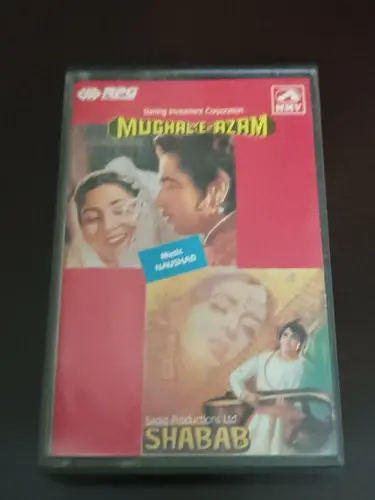 RPG
HMV
Sterling Investment Corporation
MUGHAL-E-AZAM
Music
NAUSHAD
Sadiq Productions Ltd
SHABAB